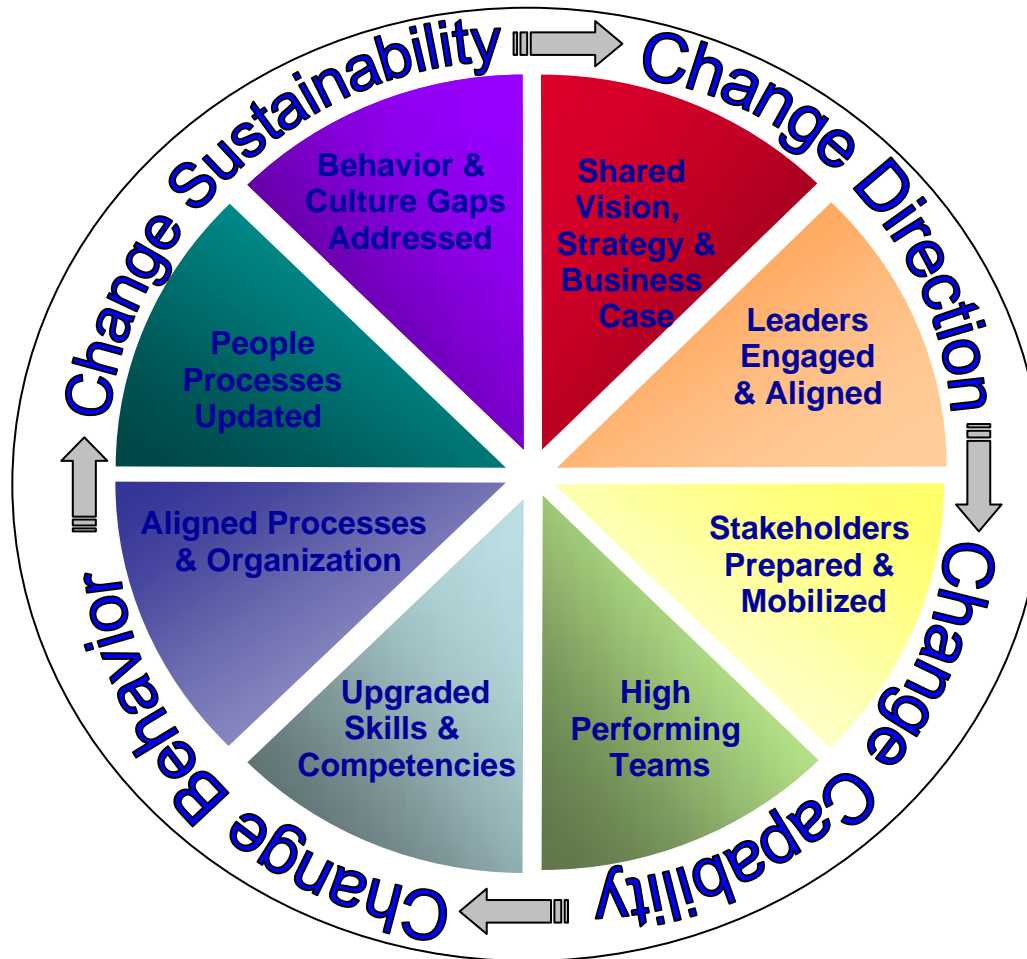 Change Sustainability
Change Direction
Change Capability
Change Behavior
Behavior &
Culture Gaps
Addressed
Shared
Vision,
Strategy &
Business
Case
Leaders
Engaged
& Aligned
Stakeholders
Prepared &
Mobilized
High
Performing
Teams
Upgraded
Skills &
Competencies
Aligned Processes
& Organization
People
Processes
Updated